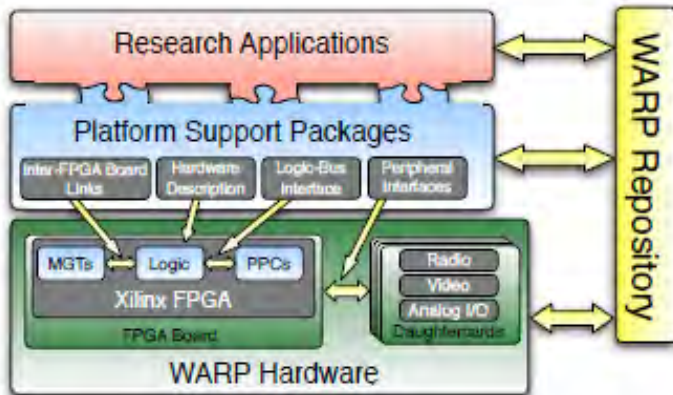 Research Applications
Platform Support Packages
Inter-FPGA Board
Links
Hardware
Description
Logic-Bus
Interface
Peripheral
Interfaces
MGTs
Logic
PPCs
Xilinx FPGA
FPGA Board
Radio
Video
Analog I/O
Daughtercards
WARP Hardware
WARP Repository